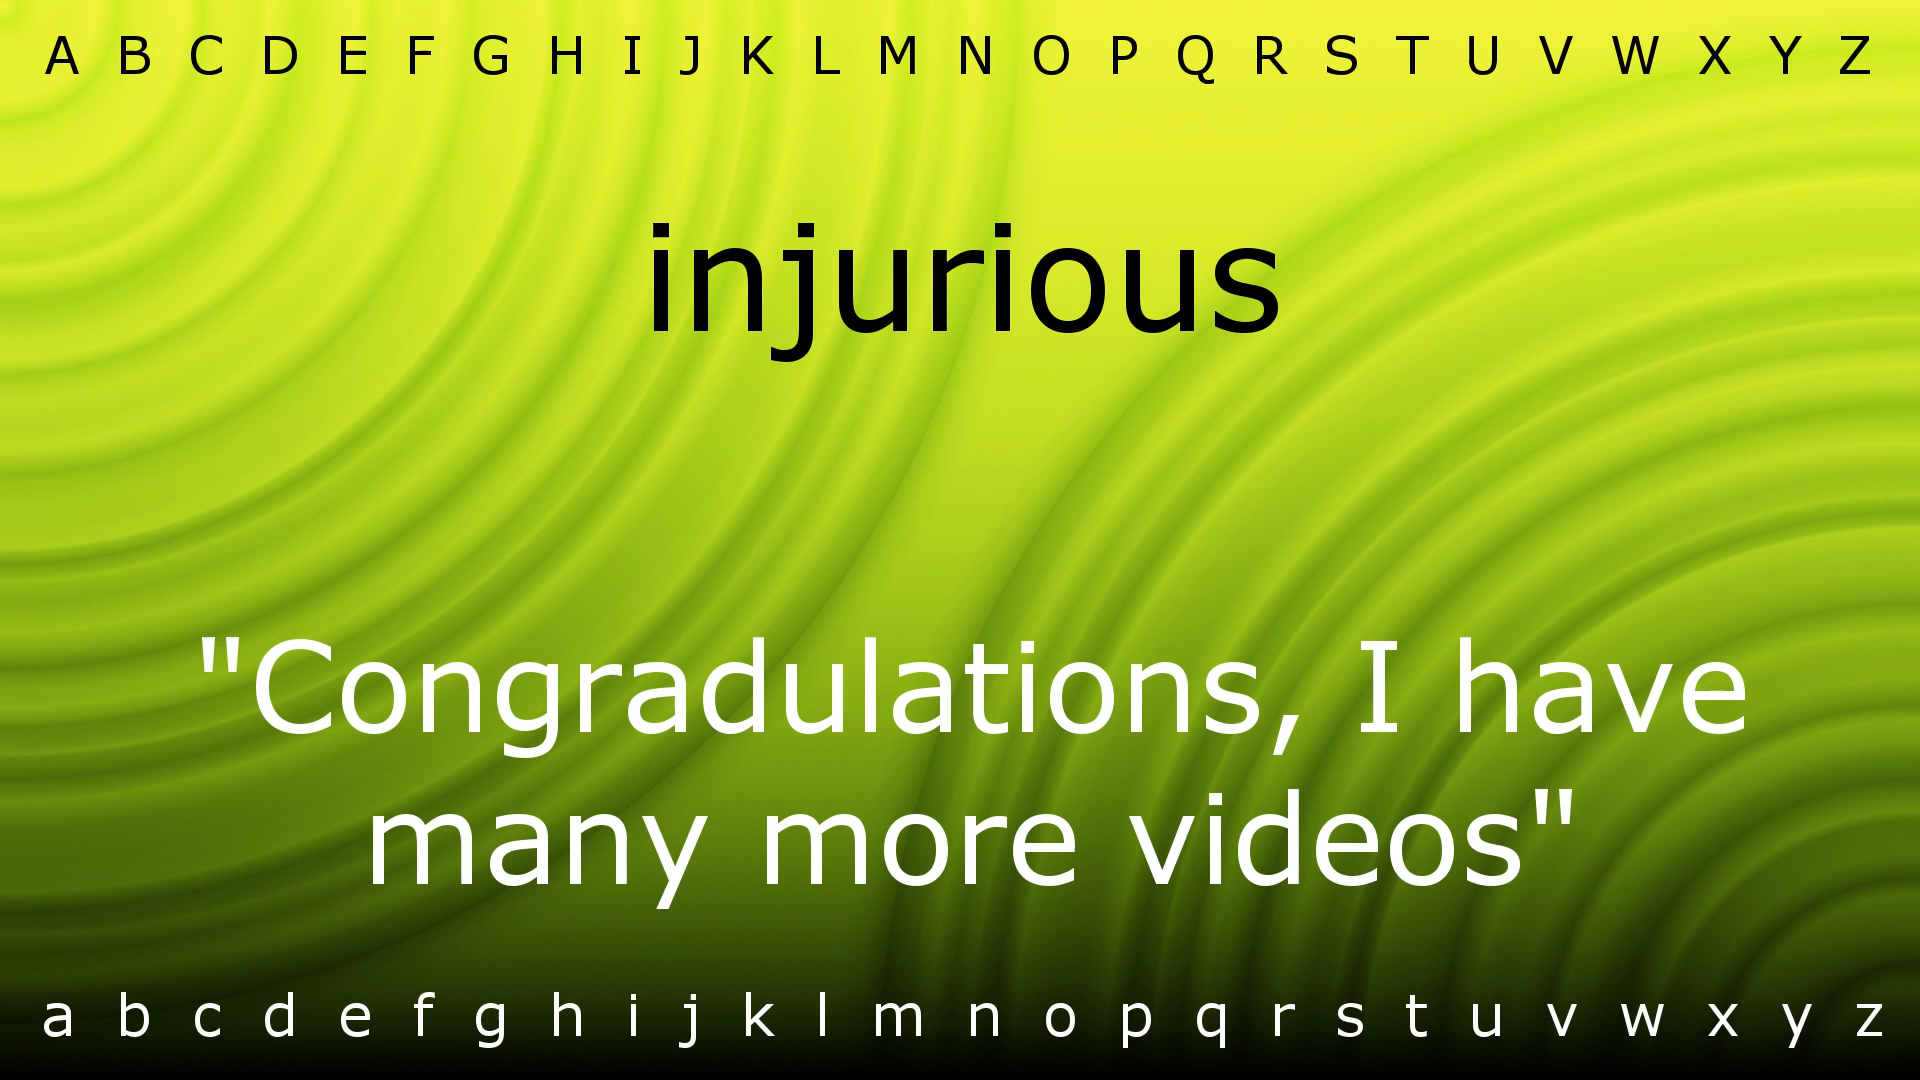 A B C D E F G H I J K L M N O P Q R S T U V W X Y Z
injurious
"Congradulations, I have
many more videos"
a b c d e f g h i j k l m n o p q r s t u v w x y z